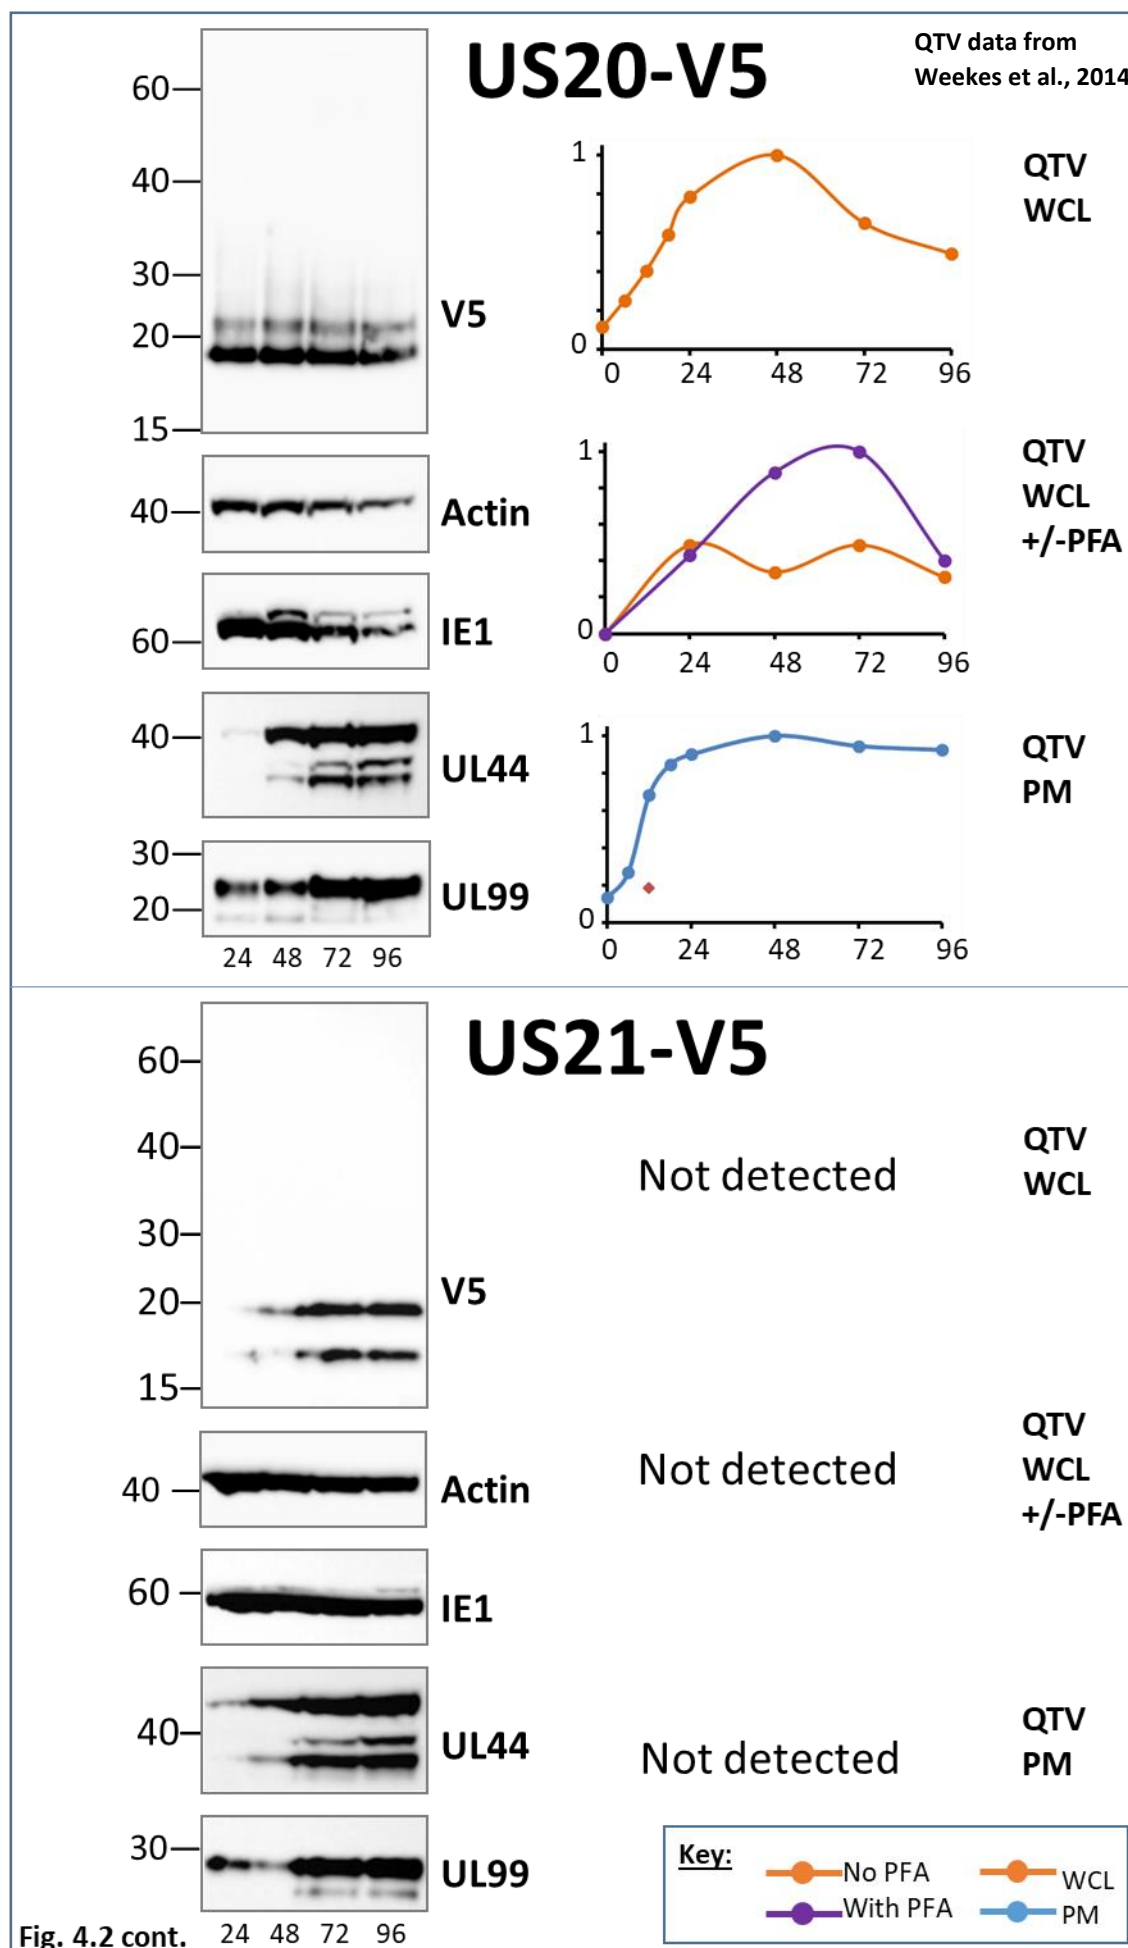 US20-V5
QTV data from
Weekes et al., 2014
60
40
30
20
15
V5
1
0
0 24 48 72 96
QTV
WCL
40
Actin
60
IE1
1
0
0 24 48 72 96
QTV
WCL
+/-PFA
40
UL44
30
20
UL99
24 48 72 96
1
0
0 24 48 72 96
QTV
PM
US21-V5
60
40
30
20
15
V5
Not detected
QTV
WCL
40
Actin
Not detected
QTV
WCL
+/-PFA
60
IE1
40
UL44
Not detected
QTV
PM
30
UL99
24 48 72 96
Key:
No PFA
WCL
With PFA
PM
Fig. 4.2 cont.